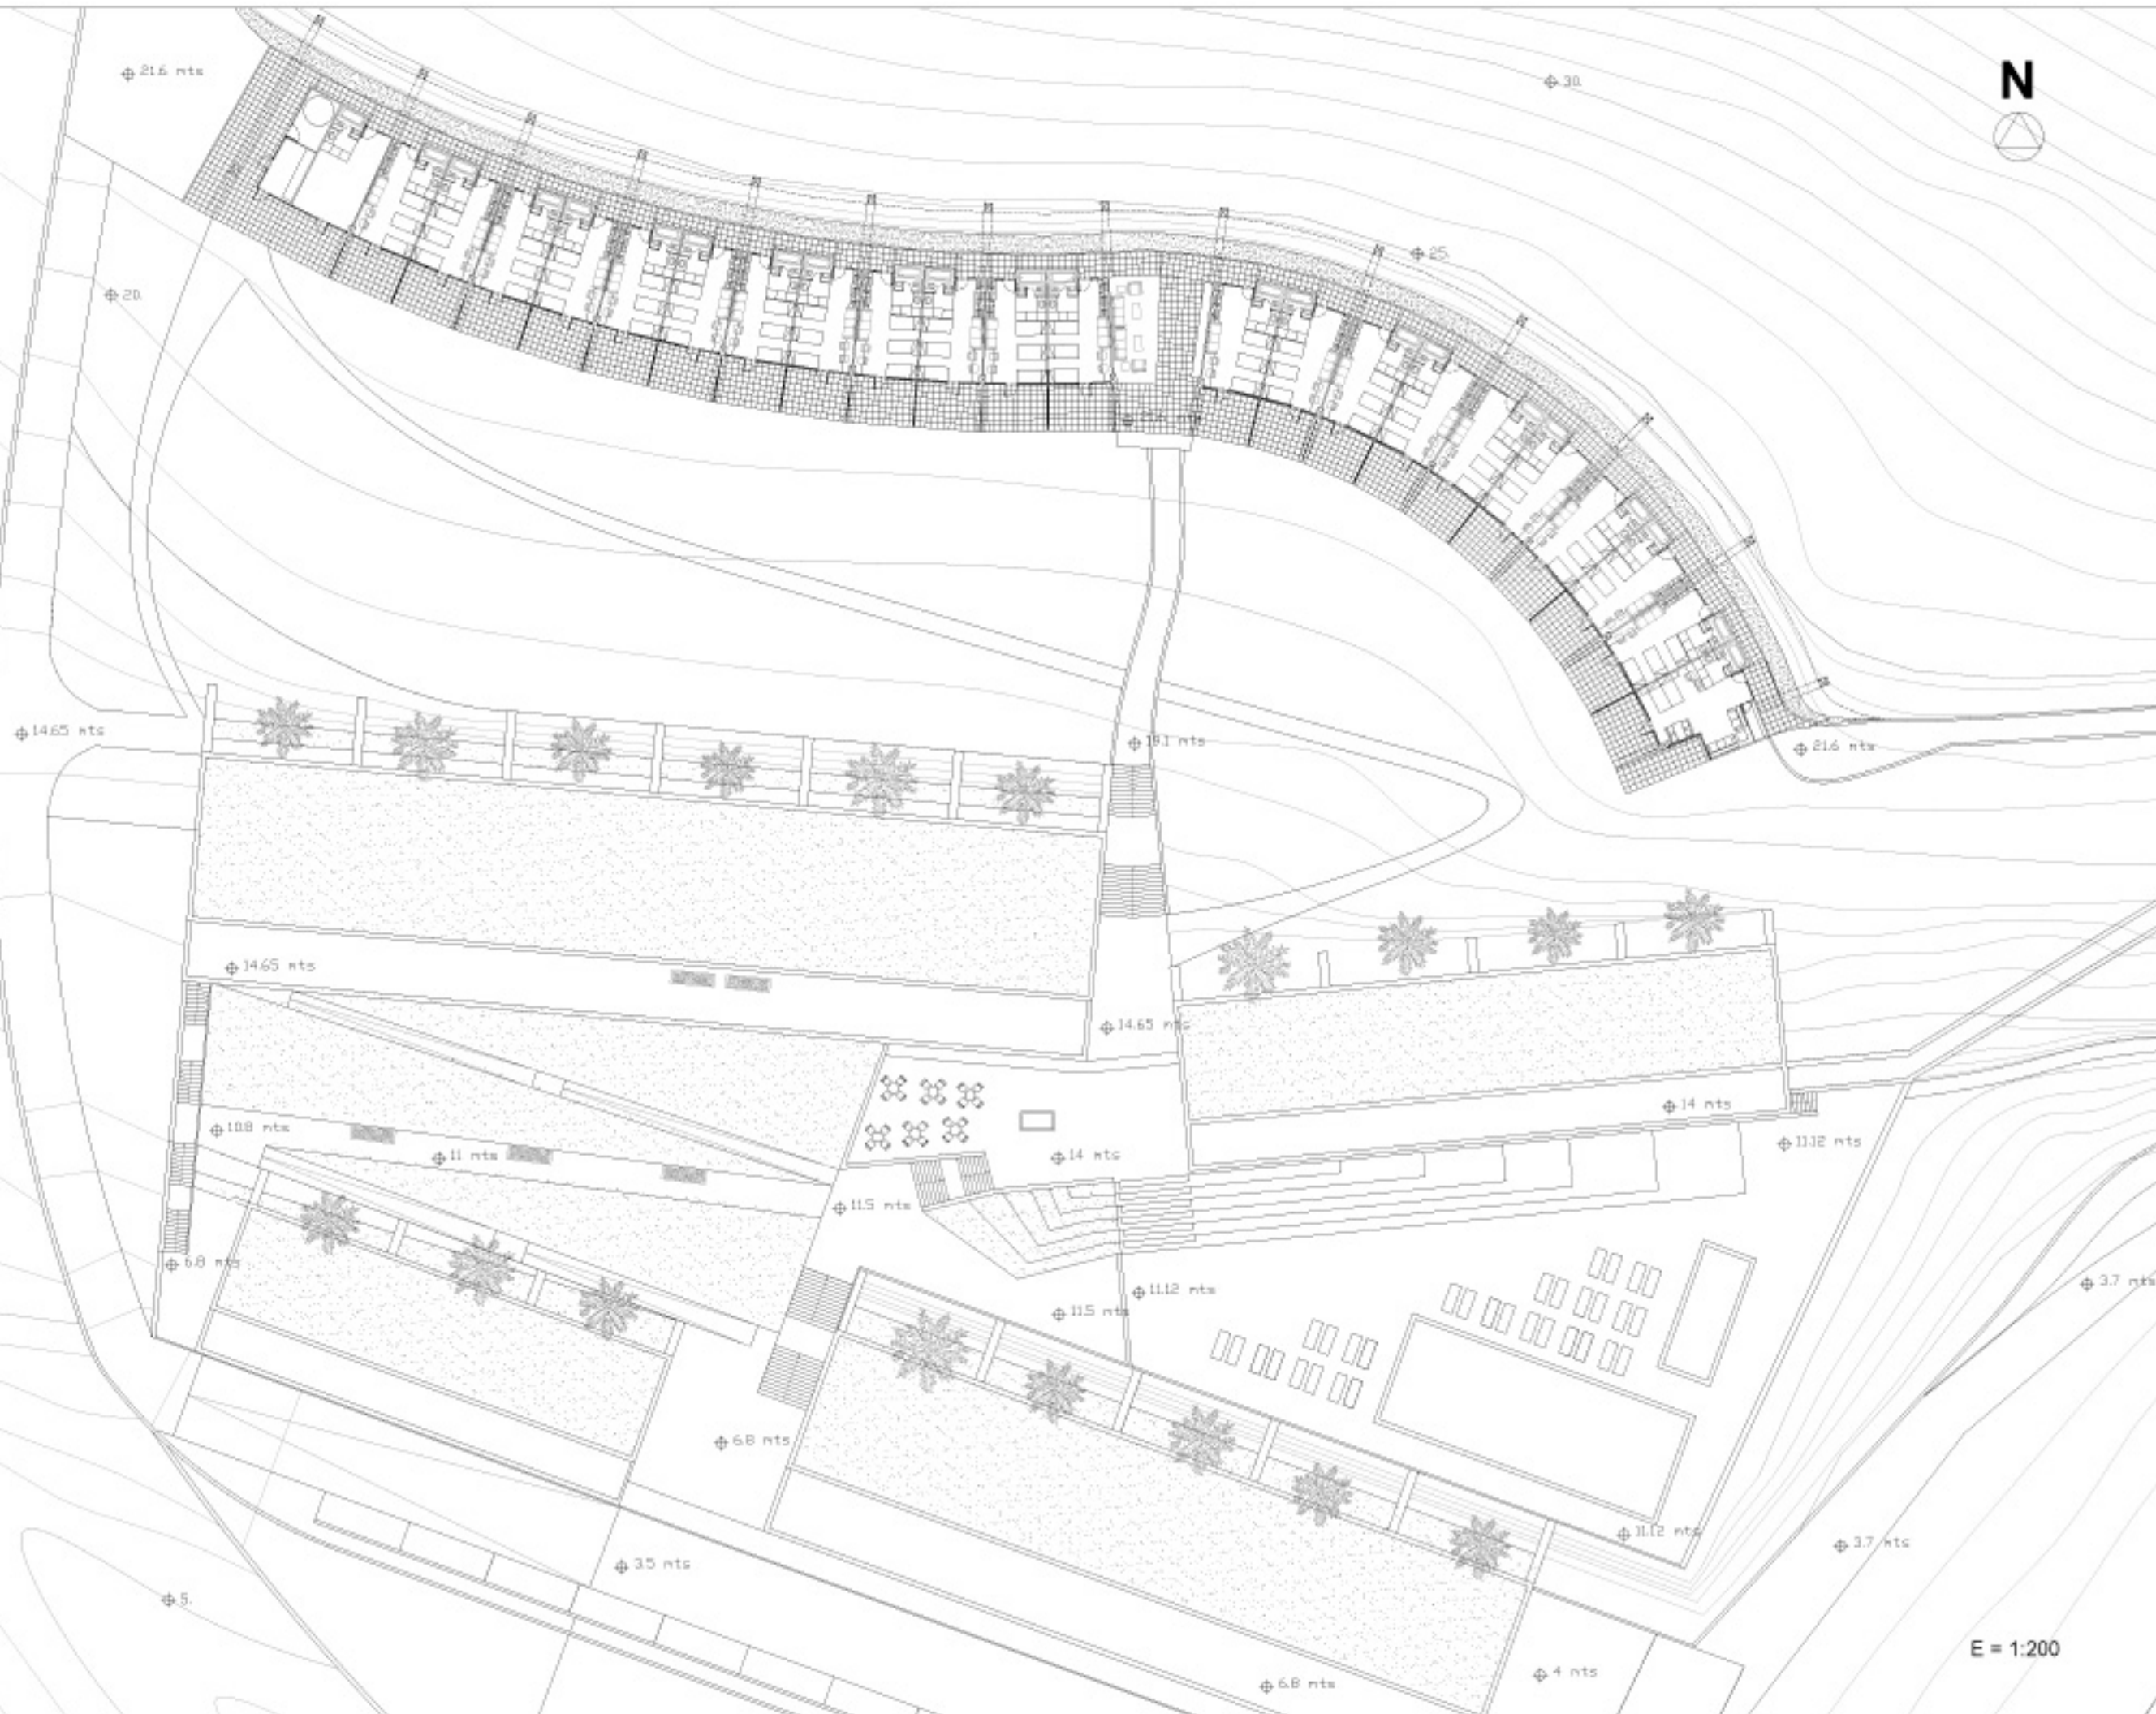 21.6 mts
30.
N
25.
20.
14.65 mts
19.1 mts
21.6 mts
14.65 mts
14.65 mts
14 mts
10.8 mts
11 mts
14 mts
11.12 mts
11.5 mts
6.8 mts
11.12 mts
11.5 mts
3.7 mts
6.8 mts
11.12 mts
3.7 mts
3.5 mts
5.
6.8 mts
4 mts
E = 1:200